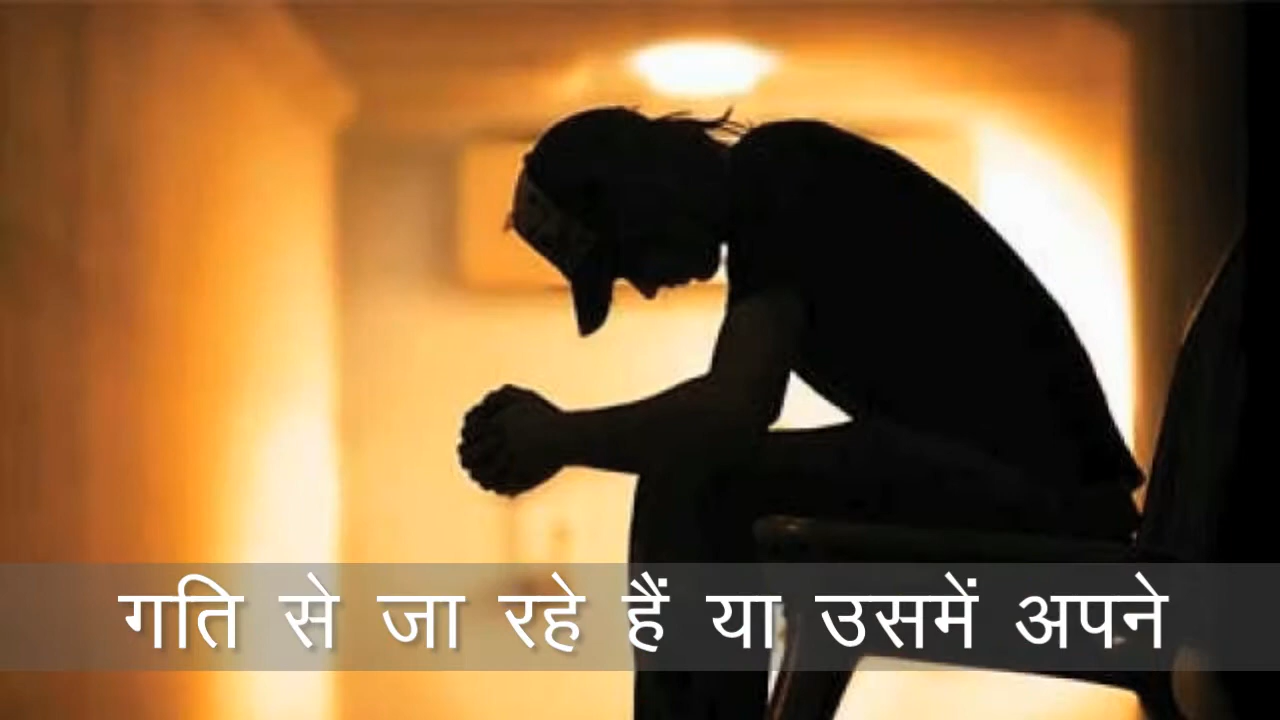 गति से जा रहे हैं या उसमें अपने